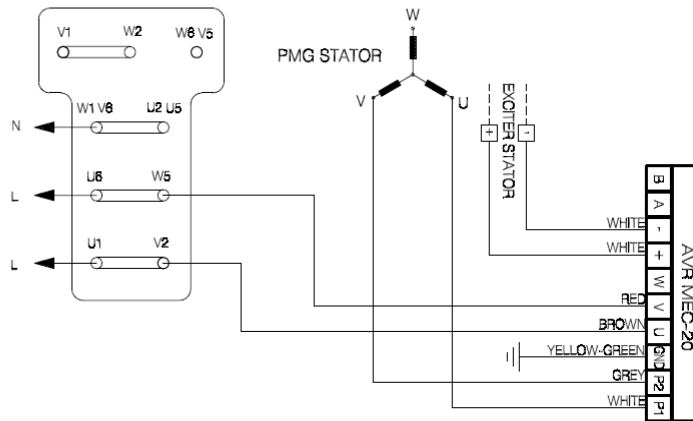 V1 W2 W6 V5
W1 V6 U2 U5
N
U6 W5
L
U1 V2
L
PMG STATOR
W
V
U
EXCITER STATOR
+
-
WHITE
WHITE
RED
BROWN
YELLOW-GREEN
GREY
WHITE
B
A
-
+
W
V
U
GND
P2
P1
AVR MEC-20